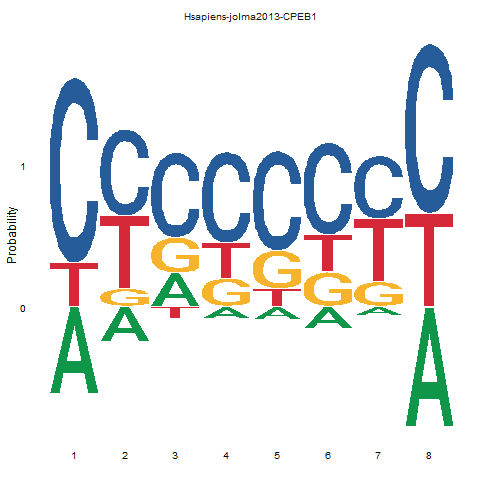 Hsapiens-jolma2013-CPEB1
Probability
1
0
C C C C C C C C
T T G T G T T T
A G A G T G G A
A T A A A A
1 2 3 4 5 6 7 8